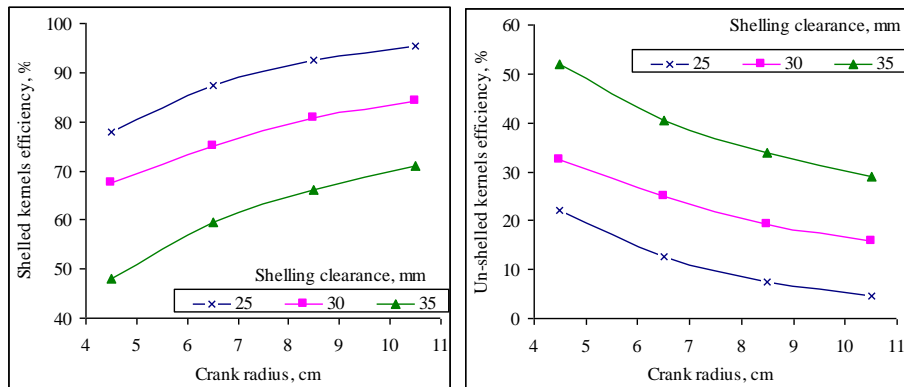 100
90
80
70
60
50
40
Shelled kernels efficiency, %
Shelling clearance, mm
25 30 35
4 5 6 7 8 9 10 11
Crank radius, cm
60
50
40
30
20
10
0
Un-shelled kernels efficiency, %
Shelling clearance, mm
25 30 35
4 5 6 7 8 9 10 11
Crank radius, cm